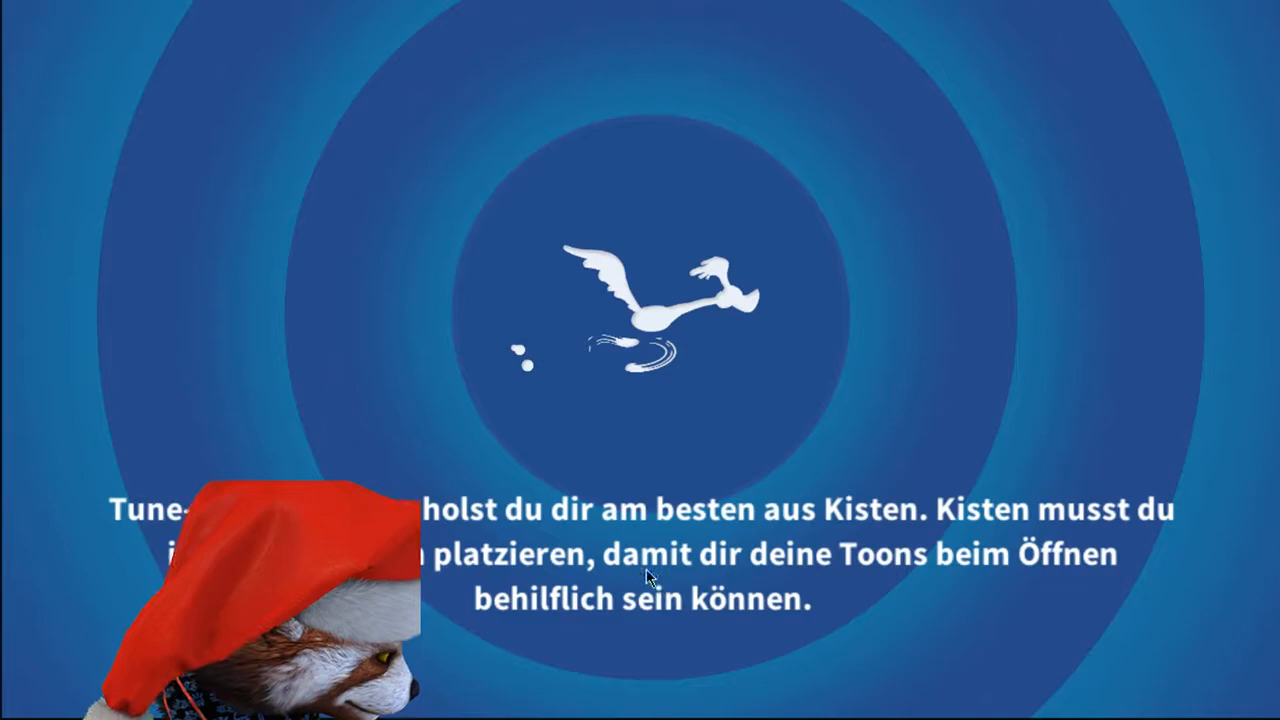 Tune- holst du dir am besten aus Kisten. Kisten musst du
platzieren, damit dir deine Toons beim Öffnen
behilflich sein können.